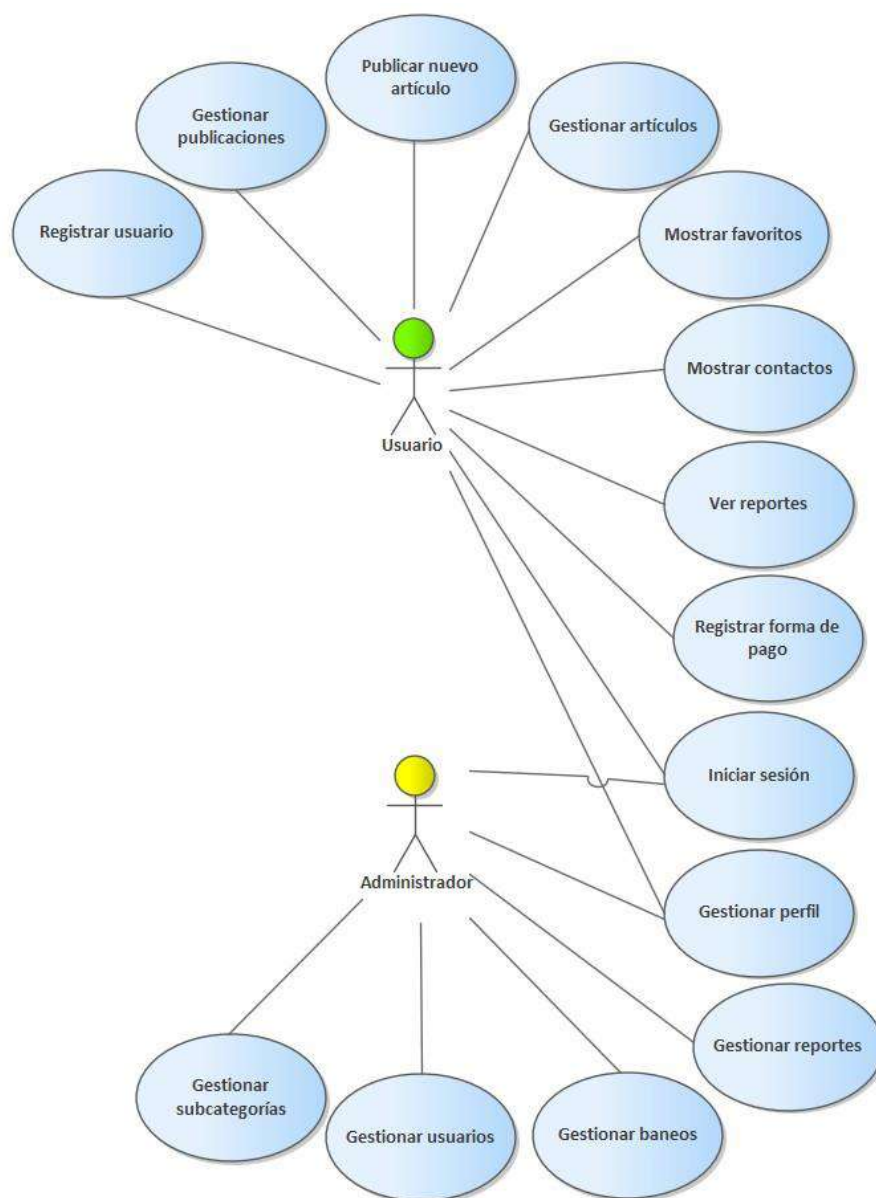 Publicar nuevo
artículo
Gestionar
publicaciones
Gestionar artículos
Registrar usuario
Mostrar favoritos
Mostrar contactos
Usuario
Ver reportes
Registrar forma de
pago
Iniciar sesión
Administrador
Gestionar perfil
Gestionar reportes
Gestionar
subcategorías
Gestionar usuarios
Gestionar baneos